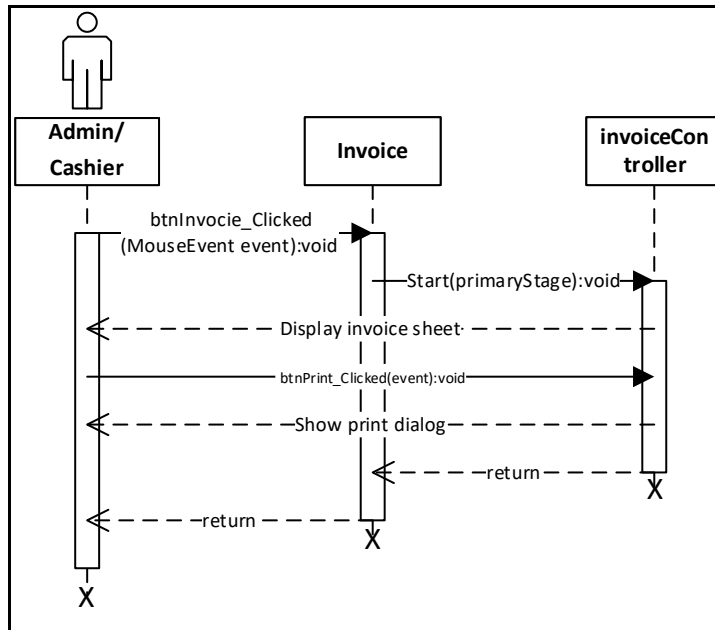 Admin/
Cashier
Invoice
invoiceCon
troller
btnInvocie_Clicked
(MouseEvent event):void
Start(primaryStage):void
Display invoice sheet
btnPrint_Clicked(event):void
Show print dialog
return
X
return
X
X